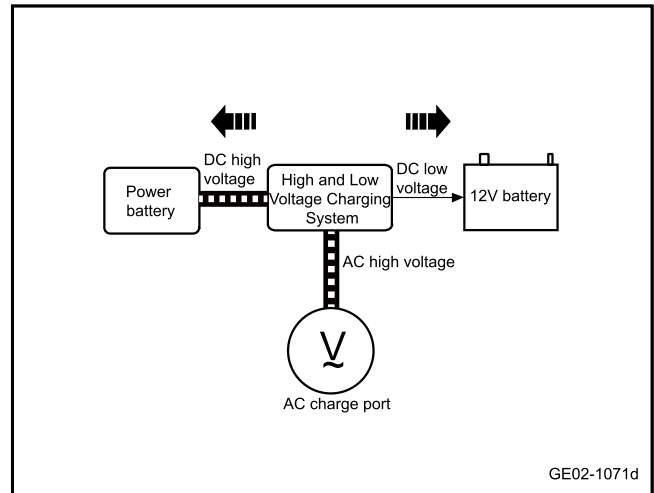 DC high
voltage
DC low
voltage
Power
battery
High and Low
Voltage Charging
System
12V battery
AC high voltage
V
~
AC charge port
GE02-1071d